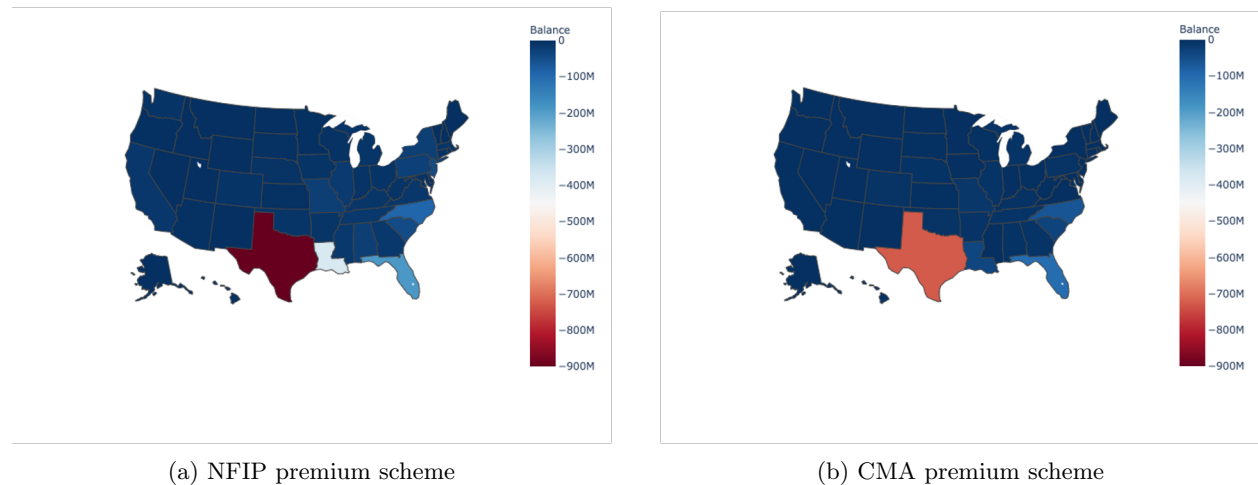 Balance
0
−100M
−200M
−300M
−400M
−500M
−600M
−700M
−800M
−900M
(a) NFIP premium scheme
Balance
0
−100M
−200M
−300M
−400M
−500M
−600M
−700M
−800M
−900M
(b) CMA premium scheme